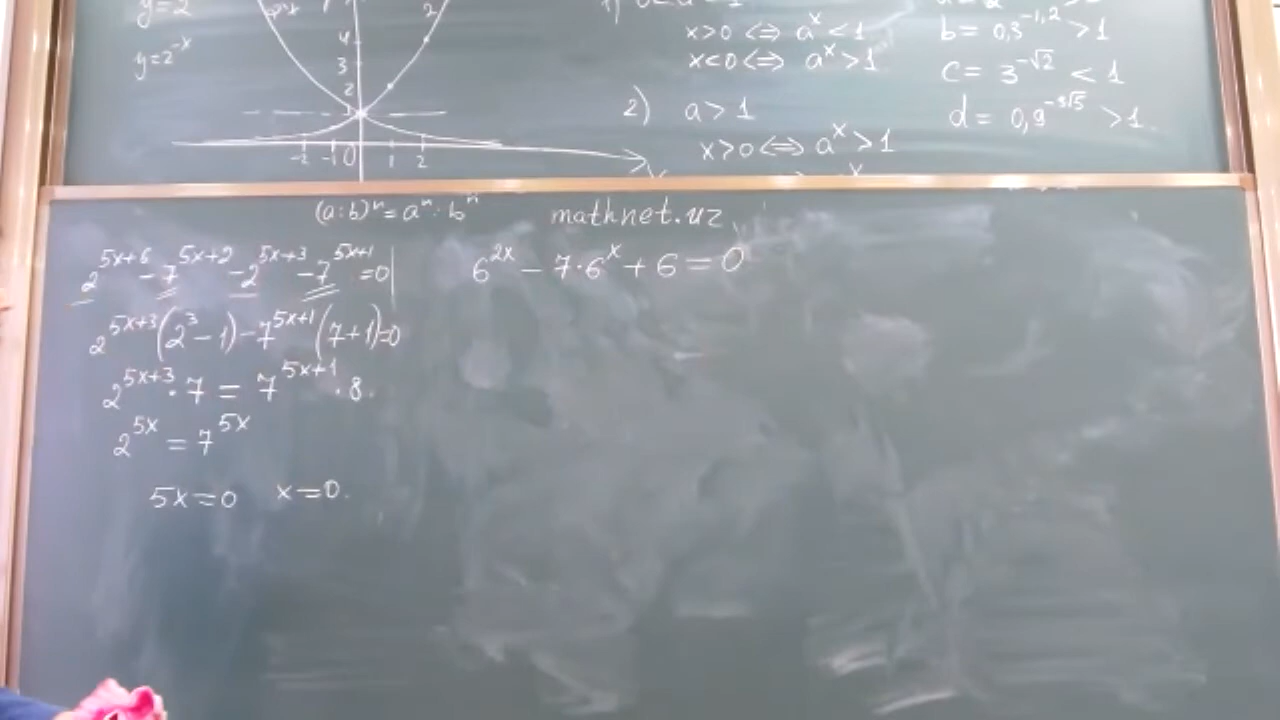 y=2
y=2^{-x}
4
3
2
-2 -1 0 1 2
x>0 ⇔ a^x<1
x<0 ⇔ a^x>1
2) a>1
x>0 ⇔ a^x>1
b= 0,3^{-1,2} >1
c= 3^{-√2} <1
d= 0,9^{-3√5} >1.
(a:b)^n=a^n:b^n
mathnet.uz
2^{5x+6}-7^{5x+2}-2^{5x+3}-7^{5x+1}=0
2^{5x+3}(2^3-1)-7^{5x+1}(7+1)=0
2^{5x+3}·7=7^{5x+1}·8.
2^{5x}=7^{5x}
5x=0 x=0.
6^{2x}-7·6^x+6=0